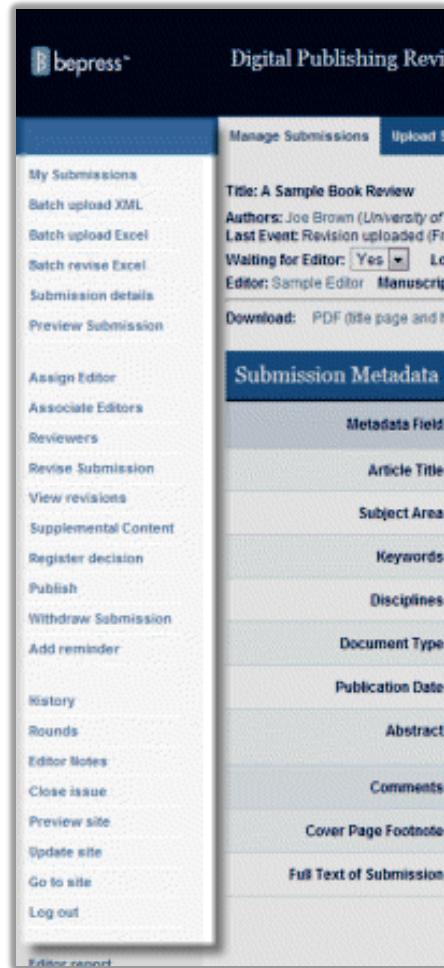 bepress™
Digital Publishing Revi
Manage Submissions Upload S
My Submissions
Batch upload XML
Batch upload Excel
Batch revise Excel
Submission details
Preview Submission
Assign Editor
Associate Editors
Reviewers
Revise Submission
View revisions
Supplemental Content
Register decision
Publish
Withdraw Submission
Add reminder
History
Rounds
Editor Notes
Close issue
Preview site
Update site
Go to site
Log out
Editor report
Title: A Sample Book Review
Authors: Joe Brown (University of
Last Event: Revision uploaded (Fr
Waiting for Editor: Yes Lo
Editor: Sample Editor Manuscrip
Download: PDF (title page and
Submission Metadata
Metadata Field
Article Title
Subject Area
Keywords
Disciplines
Document Type
Publication Date
Abstract
Comments
Cover Page Footnote
Full Text of Submission